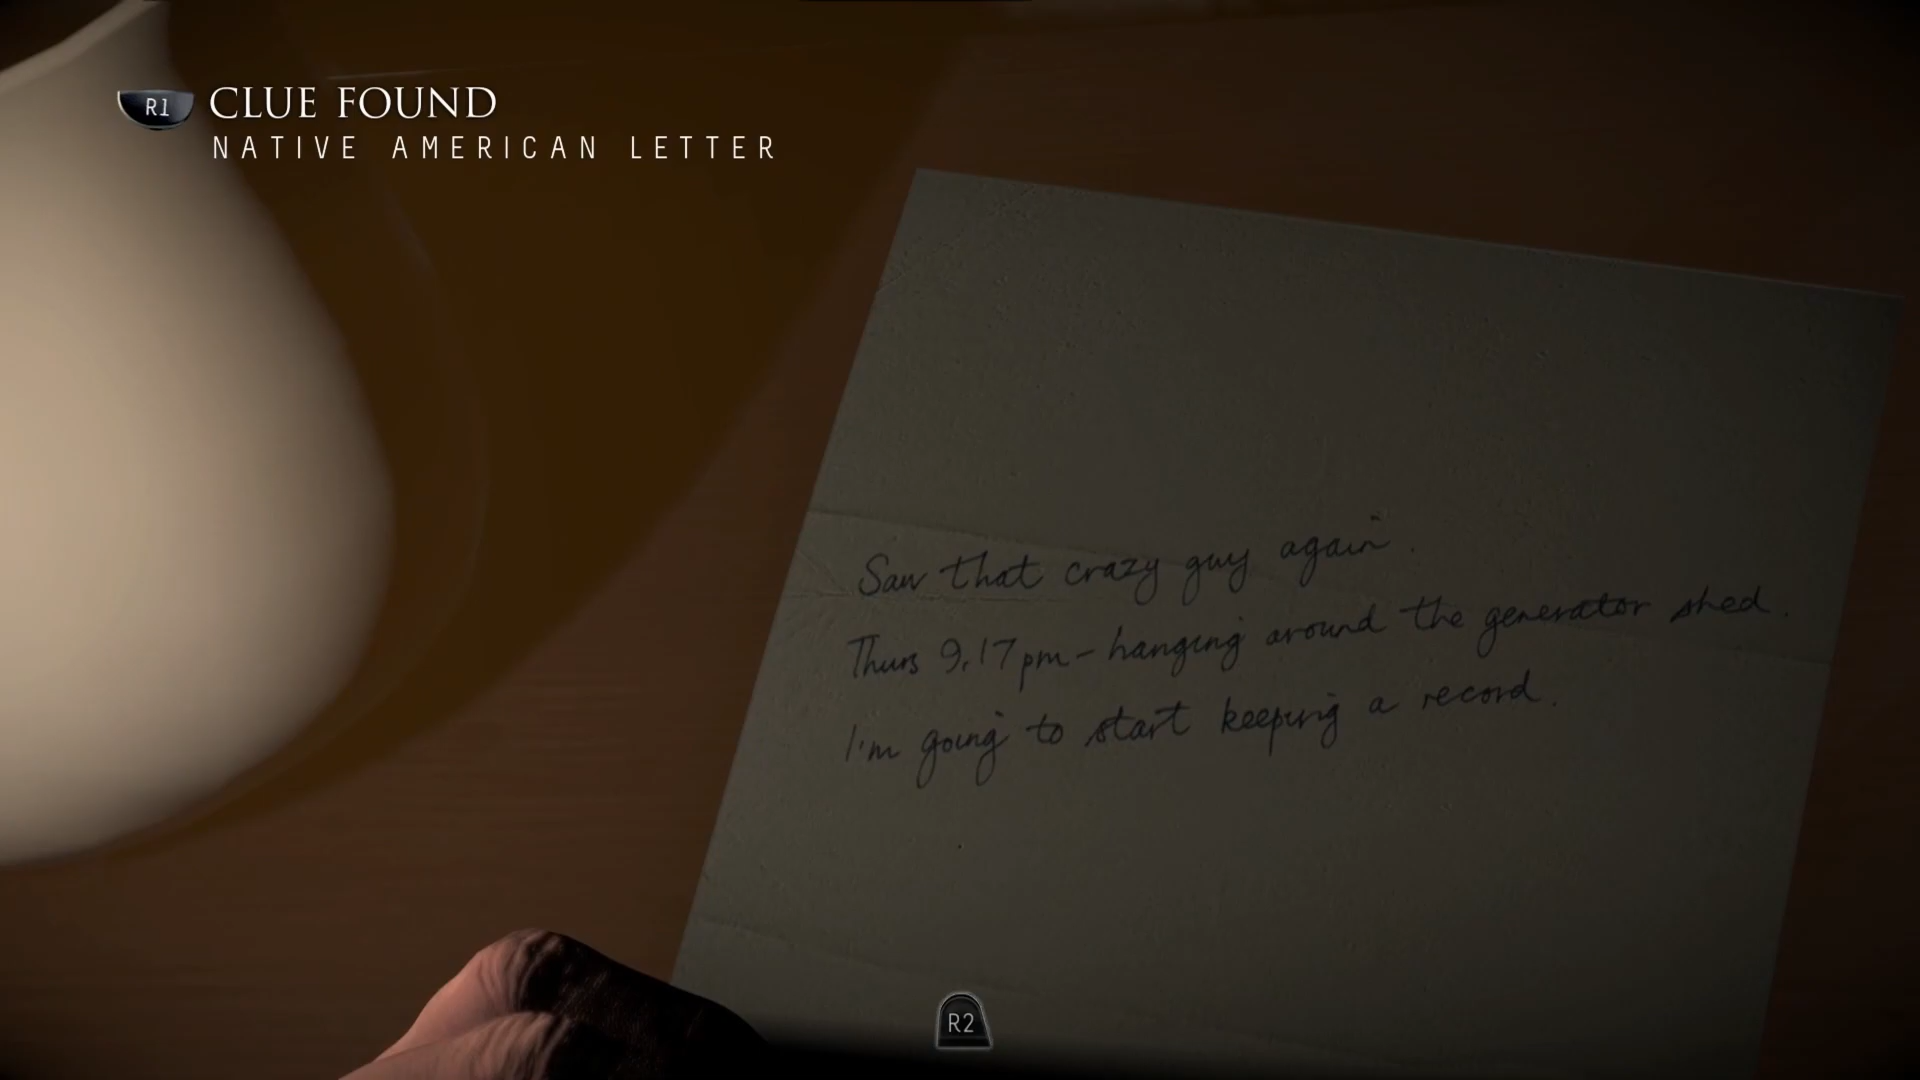 R1 CLUE FOUND
NATIVE AMERICAN LETTER
Saw that crazy guy again.
Thurs 9.17pm - hanging around the generator shed.
I'm going to start keeping a record.
R2